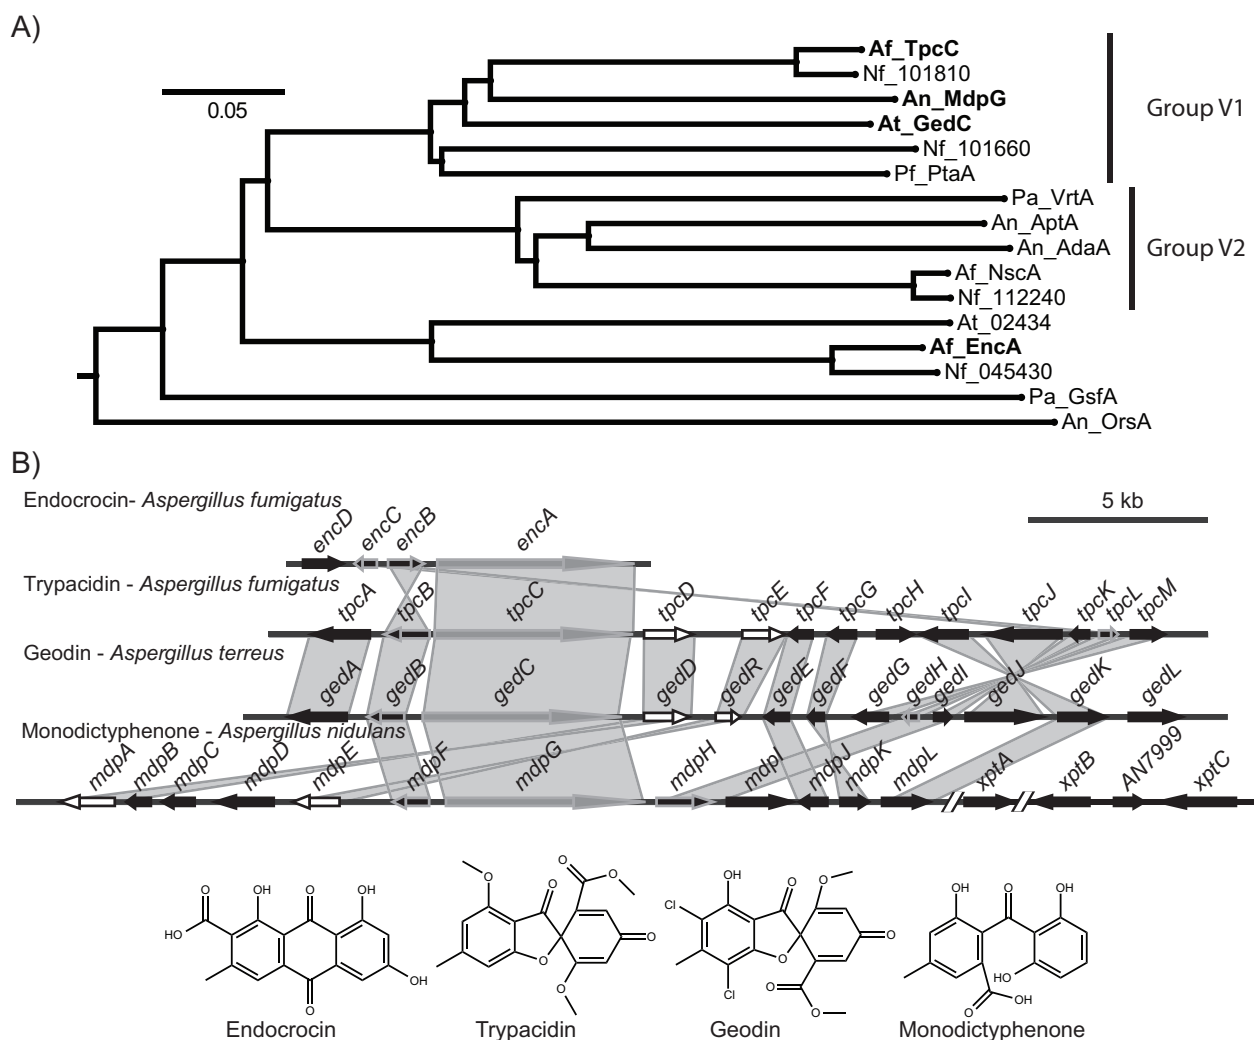 A)
0.05
Af_TpcC
Nf_101810
An_MdpG
At_GedC
Nf_101660
Pf_PtaA
Group V1
Pa_VrtA
An_AptA
An_AdaA
Af_NscA
Nf_112240
Group V2
At_02434
Af_EncA
Nf_045430
Pa_GsfA
An_OrsA
B)
Endocrocin- Aspergillus fumigatus
5 kb
encD encC encB encA
Trypacidin - Aspergillus fumigatus
tpcA tpcB tpcC tpcD tpcE tpcF tpcG tpcH tpcI tpcJ tpcK tpcL tpcM
Geodin - Aspergillus terreus
gedA gedB gedC gedD gedR gedE gedF gedG gedH gedI gedJ gedK gedL
Monodictyphenone - Aspergillus nidulans
mdpA mdpB mdpC mdpD mdpE mdpF mdpG mdpH mdpI mdpJ mdpK mdpL xptA xptB AN7999 xptC
O OH O OH HO O OH
O O O O O O O
OH O O Cl O O Cl O O
OH O OH HO O OH
Endocrocin Trypacidin Geodin Monodictyphenone